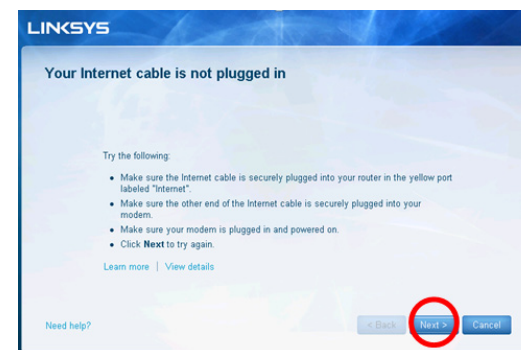 LINKSYS
Your Internet cable is not plugged in
Try the following:
• Make sure the Internet cable is securely plugged into your router in the yellow port
labeled "Internet".
• Make sure the other end of the Internet cable is securely plugged into your
modem.
• Make sure your modem is plugged in and powered on.
• Click Next to try again.
Learn more | View details
Need help? < Back Next > Cancel